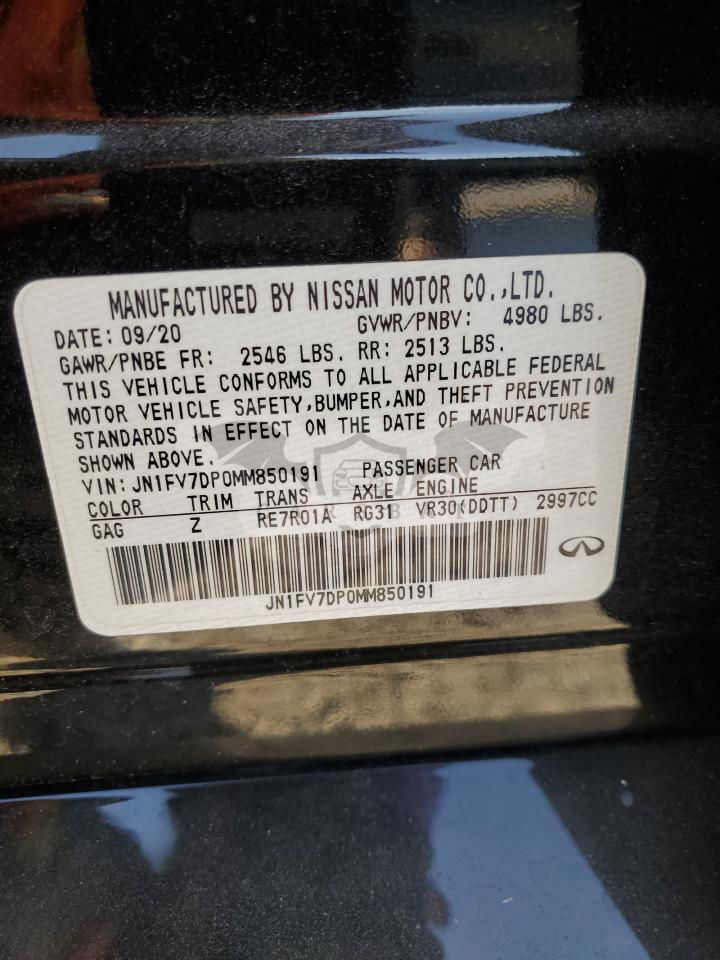 MANUFACTURED BY NISSAN MOTOR CO.,LTD.
DATE: 09/20 GVWR/PNBV: 4980 LBS.
GAWR/PNBE FR: 2546 LBS. RR: 2513 LBS.
THIS VEHICLE CONFORMS TO ALL APPLICABLE FEDERAL
MOTOR VEHICLE SAFETY,BUMPER,AND THEFT PREVENTION
STANDARDS IN EFFECT ON THE DATE OF MANUFACTURE
SHOWN ABOVE.
VIN: JN1FV7DP0MM850191 PASSENGER CAR
COLOR TRIM TRANS AXLE ENGINE
GAG Z RE7R01A RG31 VR30(DDTT) 2997CC
JN1FV7DP0MM850191